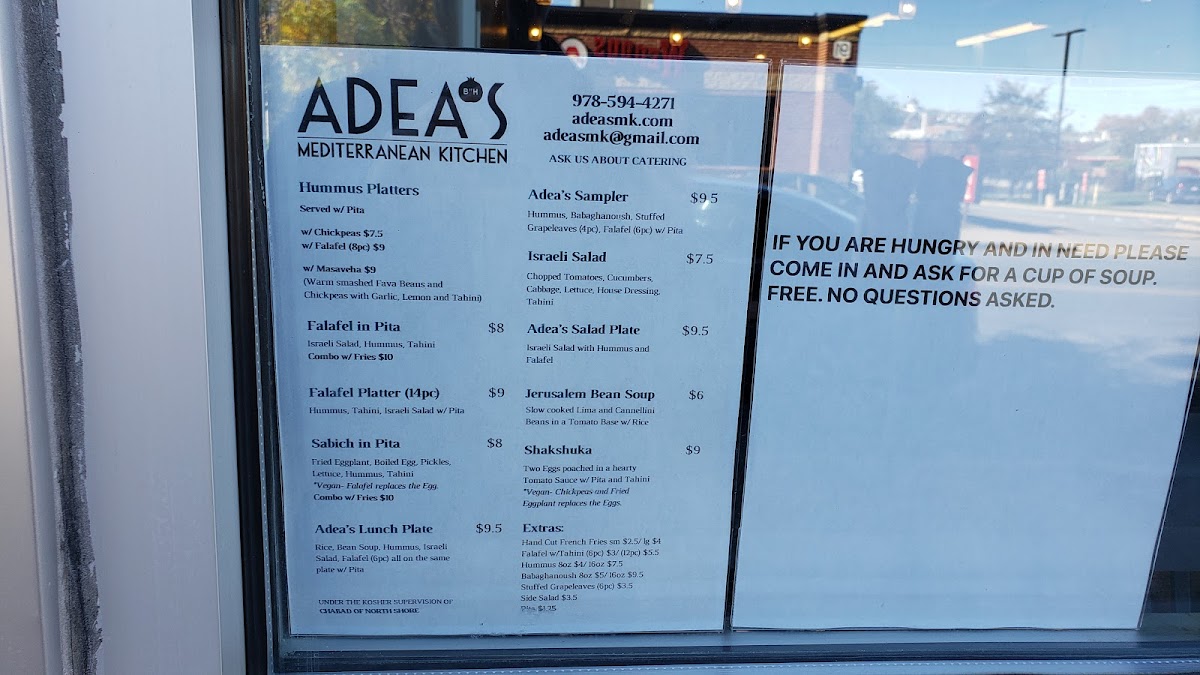 ADEA'S
B"H
MEDITERRANEAN KITCHEN
978-594-4271
adeasmk.com
adeasmk@gmail.com
ASK US ABOUT CATERING
Hummus Platters
Served w/ Pita
w/ Chickpeas $7.5
w/ Falafel (8pc) $9
w/ Masaveha $9
(Warm smashed Fava Beans and
Chickpeas with Garlic, Lemon and Tahini)
Falafel in Pita $8
Israeli Salad, Hummus, Tahini
Combo w/ Fries $10
Falafel Platter (14pc) $9
Hummus, Tahini, Israeli Salad w/ Pita
Sabich in Pita $8
Fried Eggplant, Boiled Egg, Pickles,
Lettuce, Hummus, Tahini
*Vegan- Falafel replaces the Egg.
Combo w/ Fries $10
Adea's Lunch Plate $9.5
Rice, Bean Soup, Hummus, Israeli
Salad, Falafel (6pc) all on the same
plate w/ Pita
UNDER THE KOSHER SUPERVISION OF
CHABAD OF NORTH SHORE
Adea's Sampler $9.5
Hummus, Babaghanoush, Stuffed
Grapeleaves (4pc), Falafel (6pc) w/ Pita
Israeli Salad $7.5
Chopped Tomatoes, Cucumbers,
Cabbage, Lettuce, House Dressing,
Tahini
Adea's Salad Plate $9.5
Israeli Salad with Hummus and
Falafel
Jerusalem Bean Soup $6
Slow cooked Lima and Cannellini
Beans in a Tomato Base w/ Rice
Shakshuka $9
Two Eggs poached in a hearty
Tomato Sauce w/ Pita and Tahini
*Vegan- Chickpeas and Fried
Eggplant replaces the Eggs.
Extras:
Hand Cut French Fries sm $2.5/ lg $4
Falafel w/Tahini (6pc) $3/ (12pc) $5.5
Hummus 8oz $4/ 16oz $7.5
Babaghanoush 8oz $5/ 16oz $9.5
Stuffed Grapeleaves (6pc) $3.5
Side Salad $3.5
Pita $1.25
IF YOU ARE HUNGRY AND IN NEED PLEASE
COME IN AND ASK FOR A CUP OF SOUP.
FREE. NO QUESTIONS ASKED.